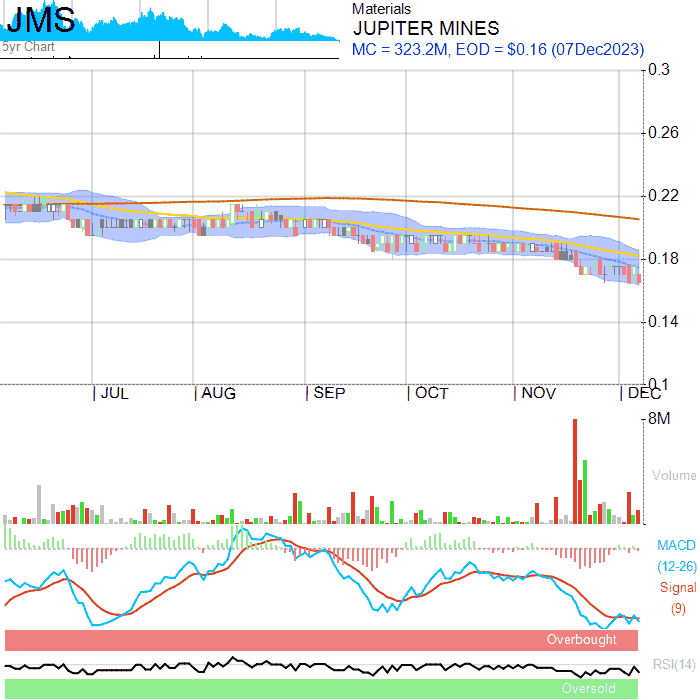 JMS
5yr Chart
Materials
JUPITER MINES
MC = 323.2M, EOD = $0.16 (07Dec2023)
0.3
0.26
0.22
0.18
0.14
0.1
JUL AUG SEP OCT NOV DEC
8M
Volume
MACD
(12-26)
Signal
(9)
Overbought
RSI(14)
Oversold